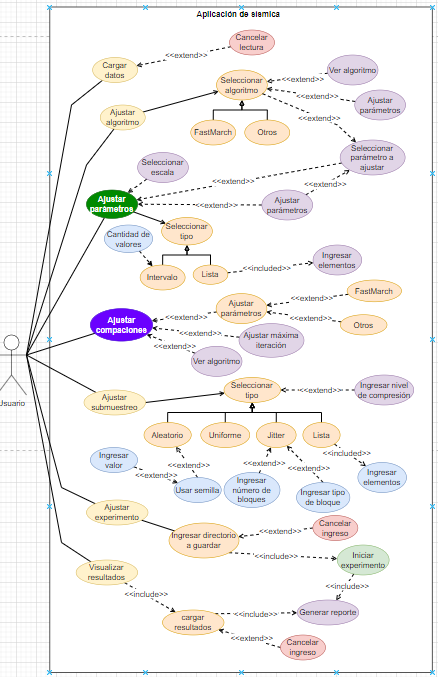 Aplicación de sísmica
Cancelar
lectura
<<extend>>
Cargar
datos
Seleccionar
algoritmo
<<extend>>
Ver algoritmo
Ajustar
algoritmo
<<extend>>
Ajustar
parámetros
<<extend>>
FastMarch
Otros
Seleccionar
parámetro a
ajustar
Seleccionar
escala
<<extend>>
<<extend>>
<<extend>>
Ajustar
parámetros
<<extend>>
Ajustar
parámetros
Seleccionar
tipo
Cantidad de
valores
Intervalo
Lista
<<included>>
Ingresar
elementos
Ajustar
compaciones
<<extend>>
Ajustar
parámetros
<<extend>>
FastMarch
<<extend>>
Otros
<<extend>>
Ajustar máxima
iteración
<<extend>>
Ver algoritmo
Usuario
Ajustar
submuestreo
Seleccionar
tipo
<<extend>>
Ingresar nivel
de compresión
Aleatorio
Uniforme
Jitter
Lista
<<included>>
Ingresar
valor
<<extend>>
<<extend>>
Usar semilla
<<extend>>
Ingresar
número de
bloques
<<extend>>
Ingresar tipo
de bloque
Ingresar
elementos
Ajustar
experimento
Ingresar directorio
a guardar
<<extend>>
Cancelar
ingreso
<<include>>
Iniciar
experimento
Visualizar
resultados
<<include>>
<<include>>
cargar
resultados
<<include>>
Generar reporte
<<extend>>
Cancelar
ingreso